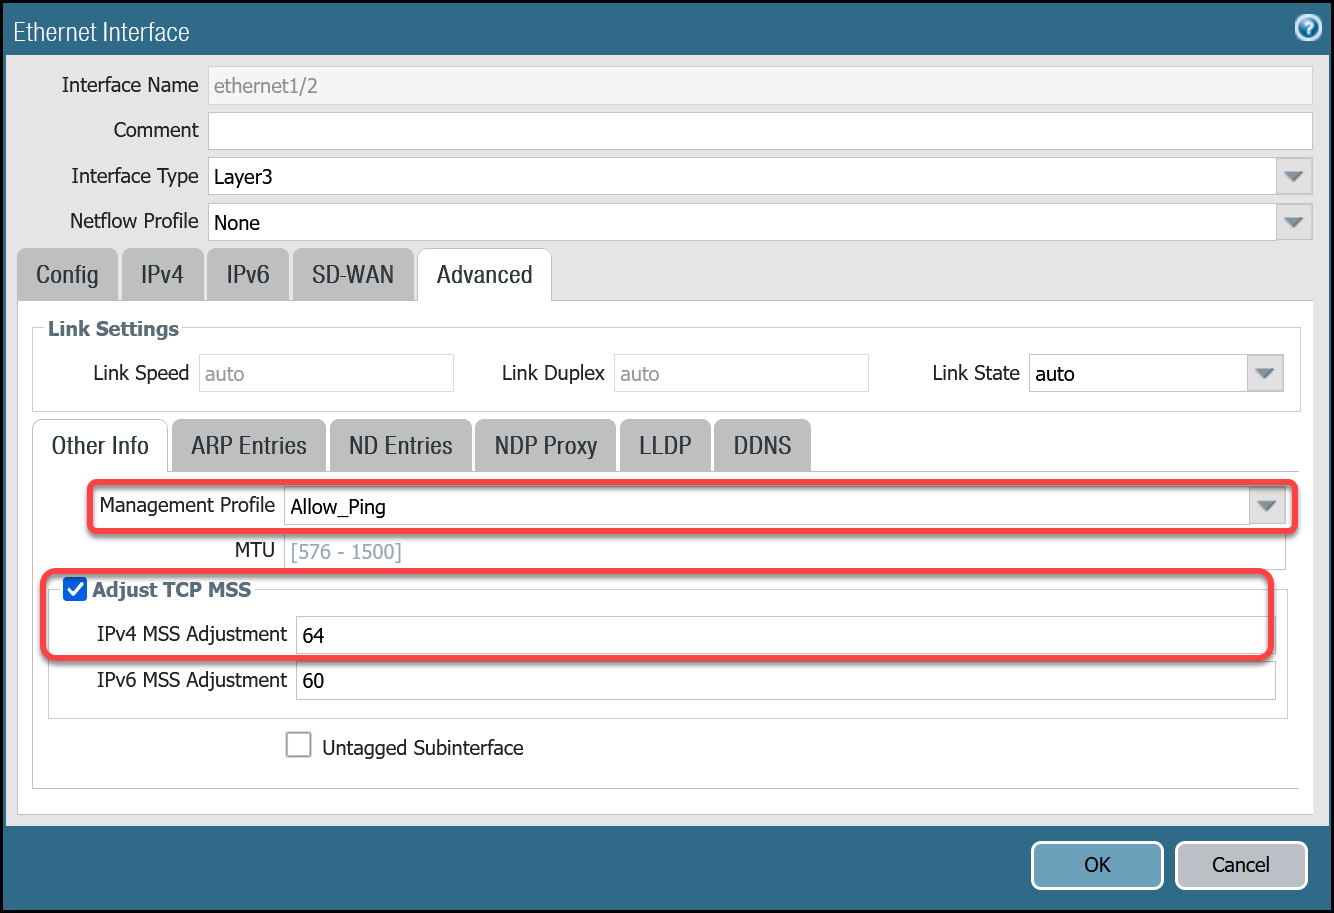 Ethernet Interface
?
Interface Name ethernet1/2
Comment
Interface Type Layer3
Netflow Profile None
Config IPv4 IPv6 SD-WAN Advanced
Link Settings
Link Speed auto Link Duplex auto Link State auto
Other Info ARP Entries ND Entries NDP Proxy LLDP DDNS
Management Profile Allow_Ping
MTU [576 - 1500]
Adjust TCP MSS
IPv4 MSS Adjustment 64
IPv6 MSS Adjustment 60
Untagged Subinterface
OK Cancel